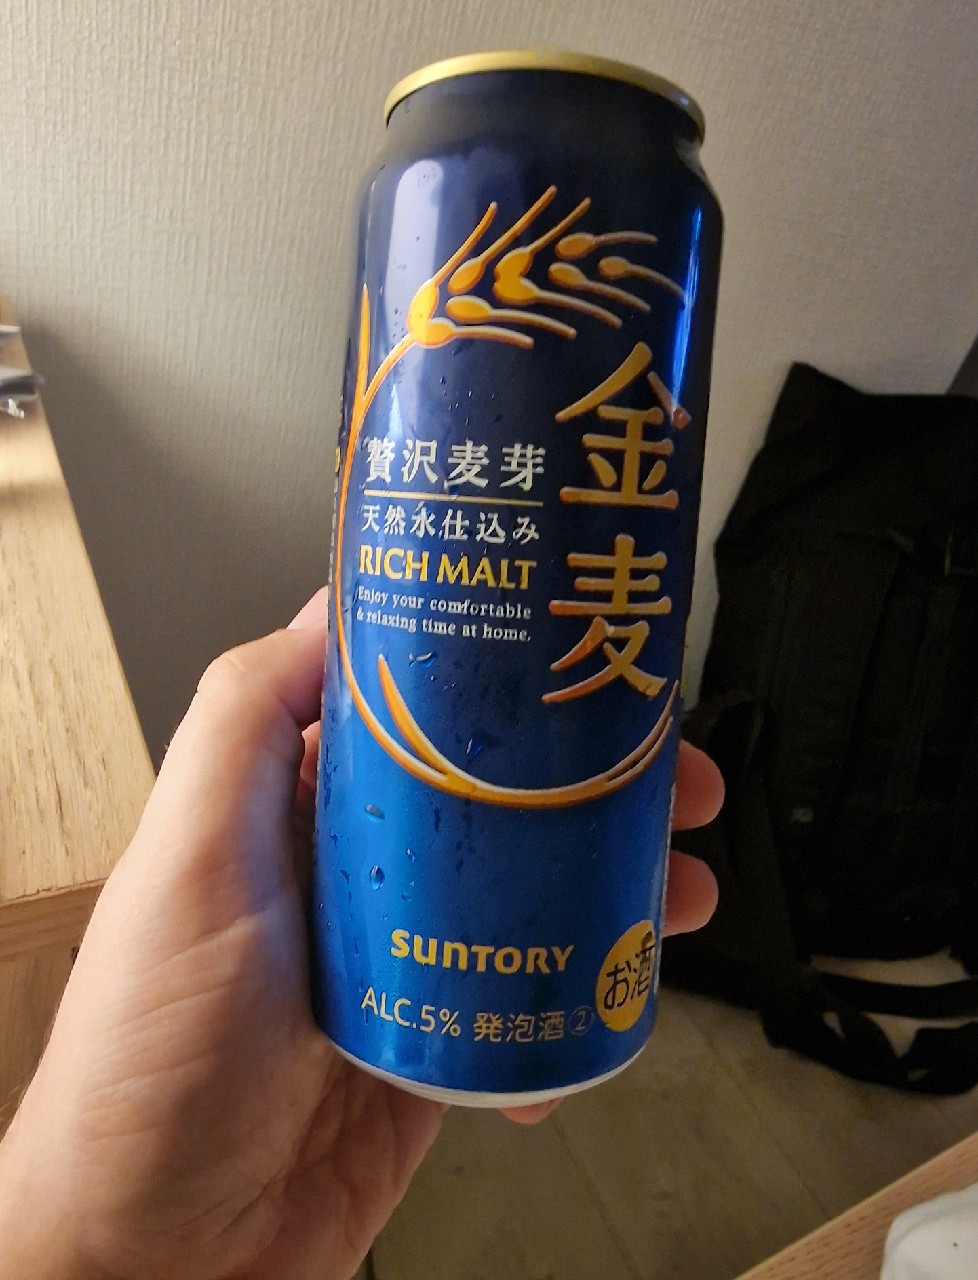 金麦
贅沢麦芽
天然水仕込み
RICH MALT
Enjoy your comfortable
& relaxing time at home.
SUNTORY
お酒
ALC.5% 発泡酒②